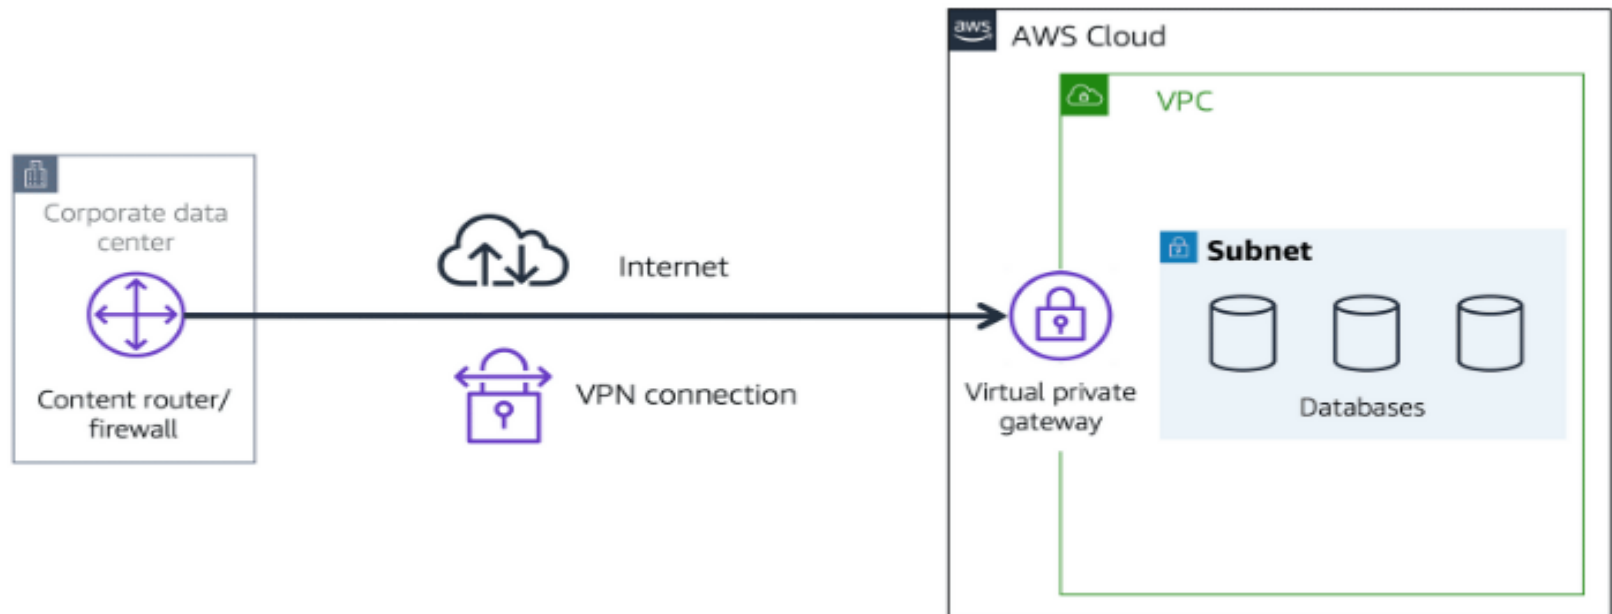 aws
AWS Cloud
VPC
Corporate data
center
Content router/
firewall
Internet
VPN connection
Virtual private
gateway
Subnet
Databases